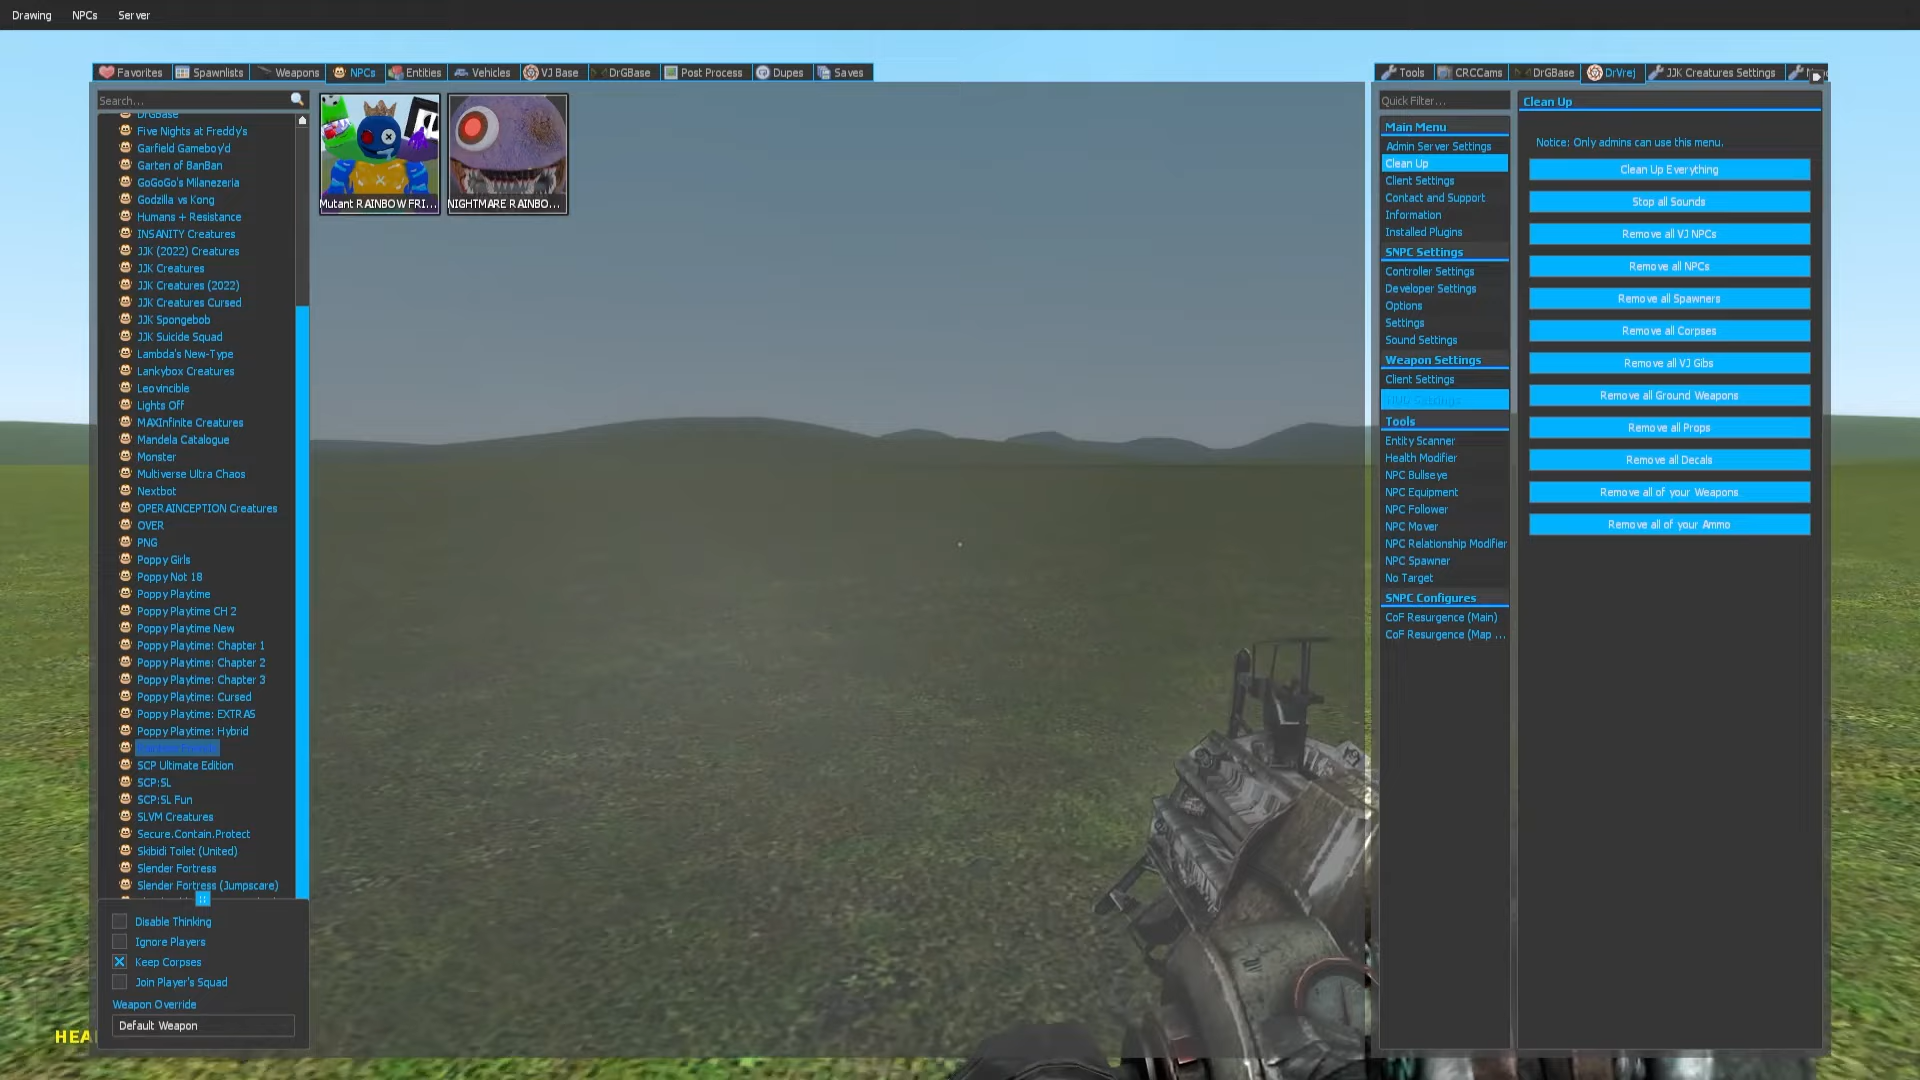 Drawing NPCs Server
Favorites Spawnlists Weapons NPCs Entities Vehicles VJ Base DrGBase Post Process Dupes Saves
Search...
DrGBase
Five Nights at Freddy's
Garfield Gameboy'd
Garten of BanBan
GoGoGo's Milanezeria
Godzilla vs Kong
Humans + Resistance
INSANITY Creatures
JJK (2022) Creatures
JJK Creatures
JJK Creatures (2022)
JJK Creatures Cursed
JJK Spongebob
JJK Suicide Squad
Lambda's New-Type
Lankybox Creatures
Leovincible
Lights Off
MAXInfinite Creatures
Mandela Catalogue
Monster
Multiverse Ultra Chaos
Nextbot
OPERAINCEPTION Creatures
OVER
PNG
Poppy Girls
Poppy Not 18
Poppy Playtime
Poppy Playtime CH 2
Poppy Playtime New
Poppy Playtime: Chapter 1
Poppy Playtime: Chapter 2
Poppy Playtime: Chapter 3
Poppy Playtime: Cursed
Poppy Playtime: EXTRAS
Poppy Playtime: Hybrid
SCP Ultimate Edition
SCP:SL
SCP:SL Fun
SLVM Creatures
Secure.Contain.Protect
Skibidi Toilet (United)
Slender Fortress
Slender Fortress (Jumpscare)
Disable Thinking
Ignore Players
Keep Corpses
Join Player's Squad
Weapon Override
Default Weapon
HEA
Mutant RAINBOW FRI...
NIGHTMARE RAINBO...
Tools CRCCams DrGBase DrVrej JJK Creatures Settings
Quick Filter...
Main Menu
Admin Server Settings
Clean Up
Client Settings
Contact and Support
Information
Installed Plugins
SNPC Settings
Controller Settings
Developer Settings
Options
Settings
Sound Settings
Weapon Settings
Client Settings
Tools
Entity Scanner
Health Modifier
NPC Bullseye
NPC Equipment
NPC Follower
NPC Mover
NPC Relationship Modifier
NPC Spawner
No Target
SNPC Configures
CoF Resurgence (Main)
CoF Resurgence (Map ...
Clean Up
Notice: Only admins can use this menu.
Clean Up Everything
Stop all Sounds
Remove all VJ NPCs
Remove all NPCs
Remove all Spawners
Remove all Corpses
Remove all VJ Gibs
Remove all Ground Weapons
Remove all Props
Remove all Decals
Remove all of your Weapons
Remove all of your Ammo